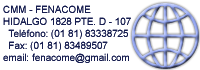 CMM - FENACOME
HIDALGO 1828 PTE. D - 107
Teléfono: (01 81) 83338725
Fax: (01 81) 83489507
email: fenacome@gmail.com